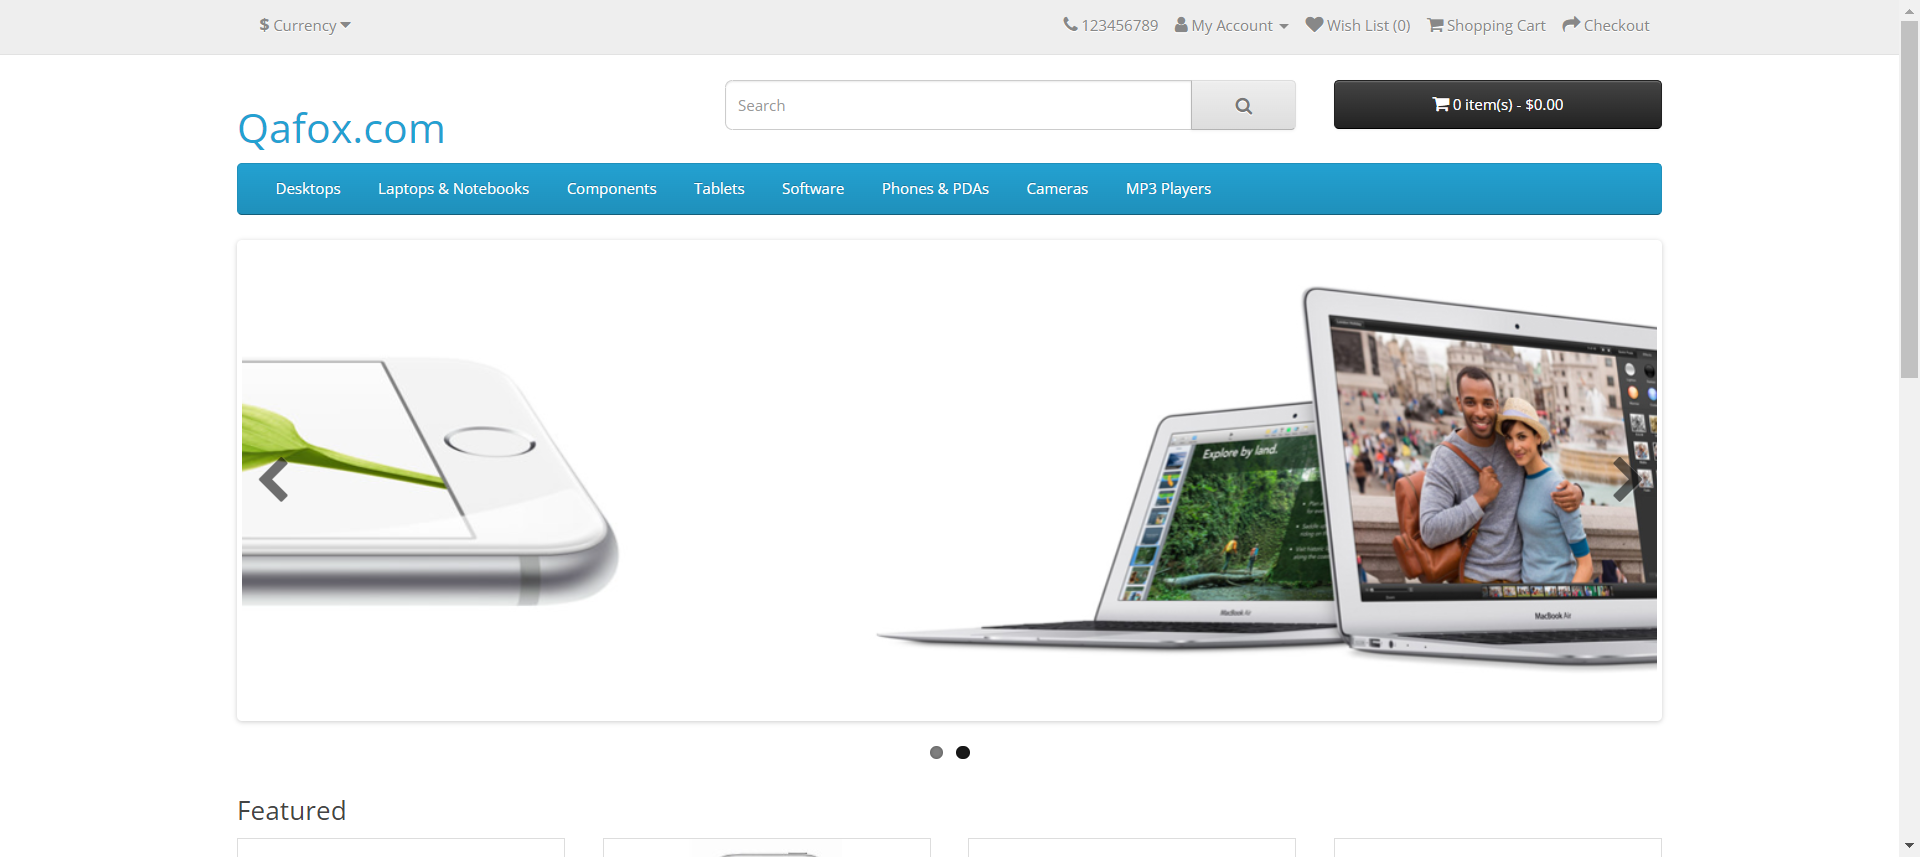 $ Currency
123456789 My Account Wish List (0) Shopping Cart Checkout
Search
0 item(s) - $0.00
Qafox.com
Desktops Laptops & Notebooks Components Tablets Software Phones & PDAs Cameras MP3 Players
Explore by land.
MacBook Air
MacBook Air
Featured